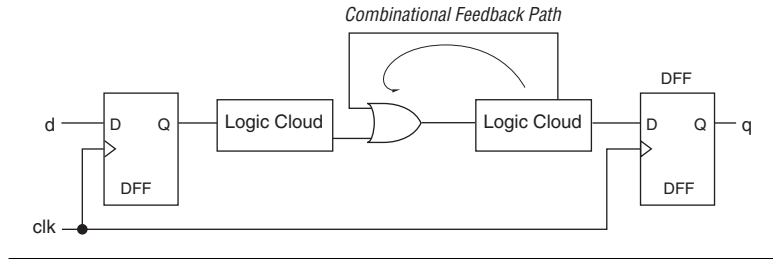 Combinational Feedback Path
DFF
d
D
Q
Logic Cloud
Logic Cloud
D
Q
q
DFF
DFF
clk